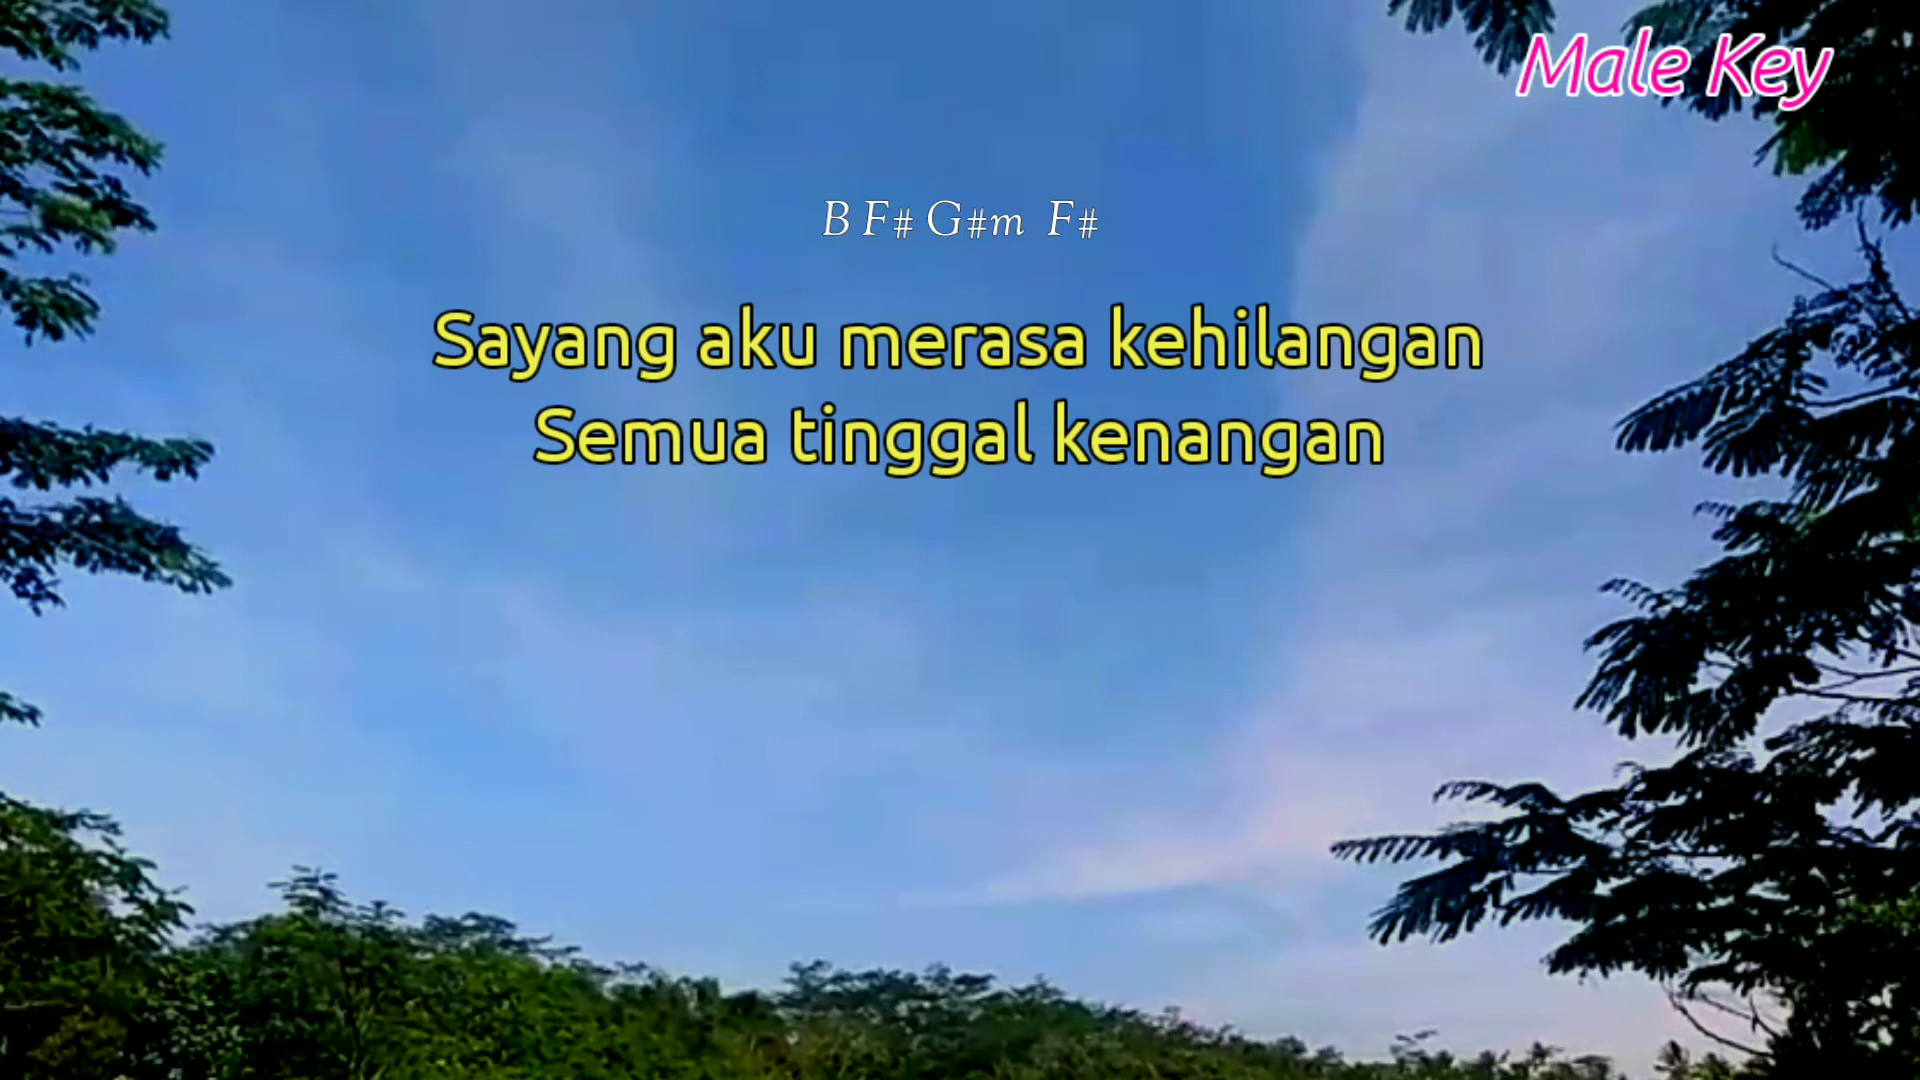 Male Key
B F# G#m F#
Sayang aku merasa kehilangan
Semua tinggal kenangan